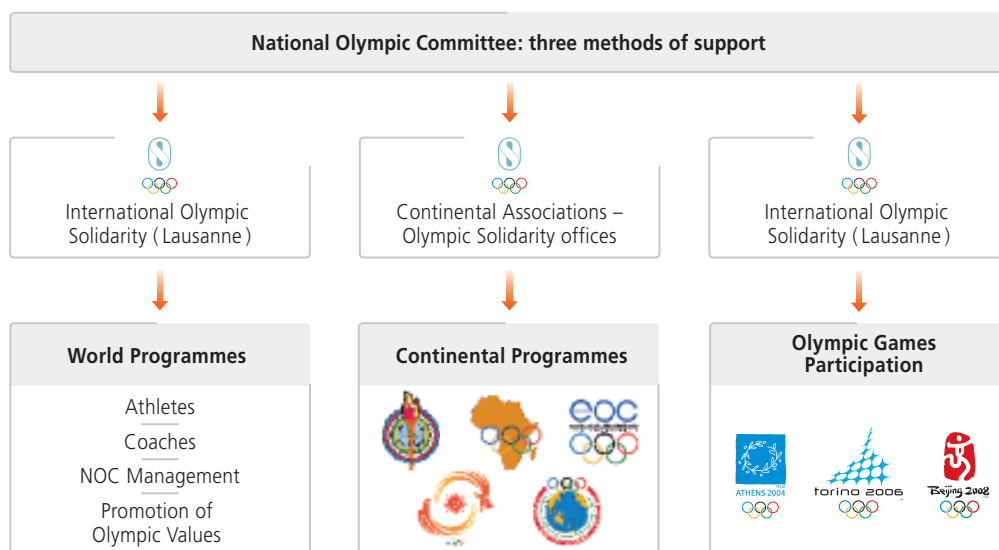 National Olympic Committee: three methods of support
International Olympic
Solidarity ( Lausanne )
Continental Associations –
Olympic Solidarity offices
International Olympic
Solidarity ( Lausanne )
World Programmes
Athletes
Coaches
NOC Management
Promotion of
Olympic Values
Continental Programmes
eoc
Olympic Games
Participation
ATHENS 2004
torino 2006
Beijing 2008